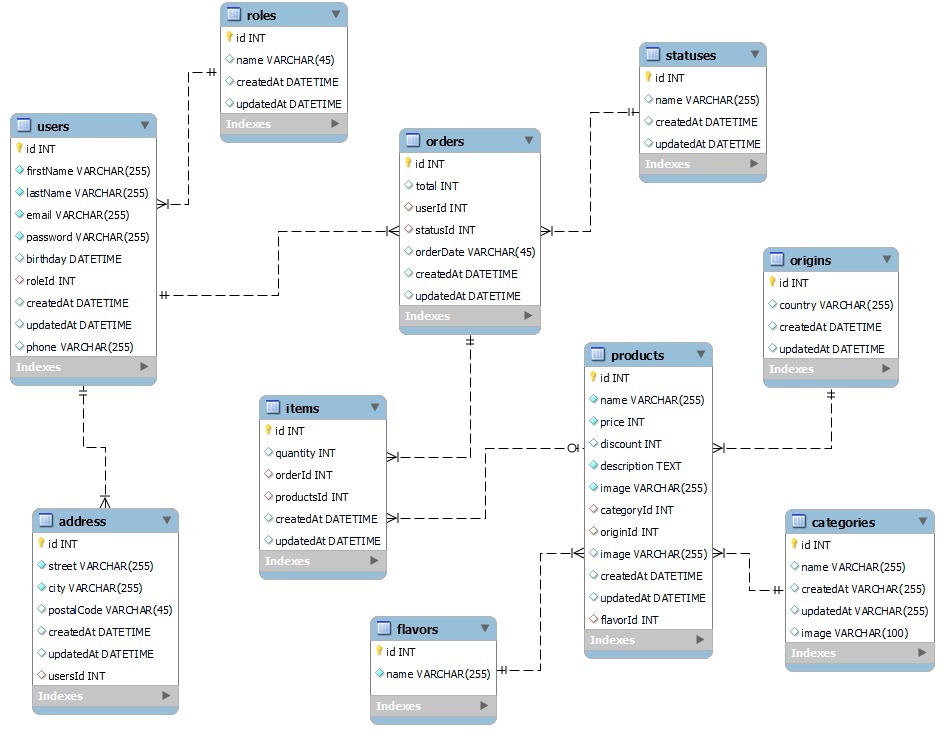 roles
id INT
name VARCHAR(45)
createdAt DATETIME
updatedAt DATETIME
Indexes
statuses
id INT
name VARCHAR(255)
createdAt DATETIME
updatedAt DATETIME
Indexes
users
id INT
firstName VARCHAR(255)
lastName VARCHAR(255)
email VARCHAR(255)
password VARCHAR(255)
birthday DATETIME
roleId INT
createdAt DATETIME
updatedAt DATETIME
phone VARCHAR(255)
Indexes
orders
id INT
total INT
userId INT
statusId INT
orderDate VARCHAR(45)
createdAt DATETIME
updatedAt DATETIME
Indexes
origins
id INT
country VARCHAR(255)
createdAt DATETIME
updatedAt DATETIME
Indexes
products
id INT
name VARCHAR(255)
price INT
discount INT
description TEXT
image VARCHAR(255)
categoryId INT
originId INT
image VARCHAR(255)
createdAt DATETIME
updatedAt DATETIME
flavorId INT
Indexes
items
id INT
quantity INT
orderId INT
productsId INT
createdAt DATETIME
updatedAt DATETIME
Indexes
address
id INT
street VARCHAR(255)
city VARCHAR(255)
postalCode VARCHAR(45)
createdAt DATETIME
updatedAt DATETIME
usersId INT
Indexes
categories
id INT
name VARCHAR(255)
createdAt VARCHAR(255)
updatedAt VARCHAR(255)
image VARCHAR(100)
Indexes
flavors
id INT
name VARCHAR(255)
Indexes